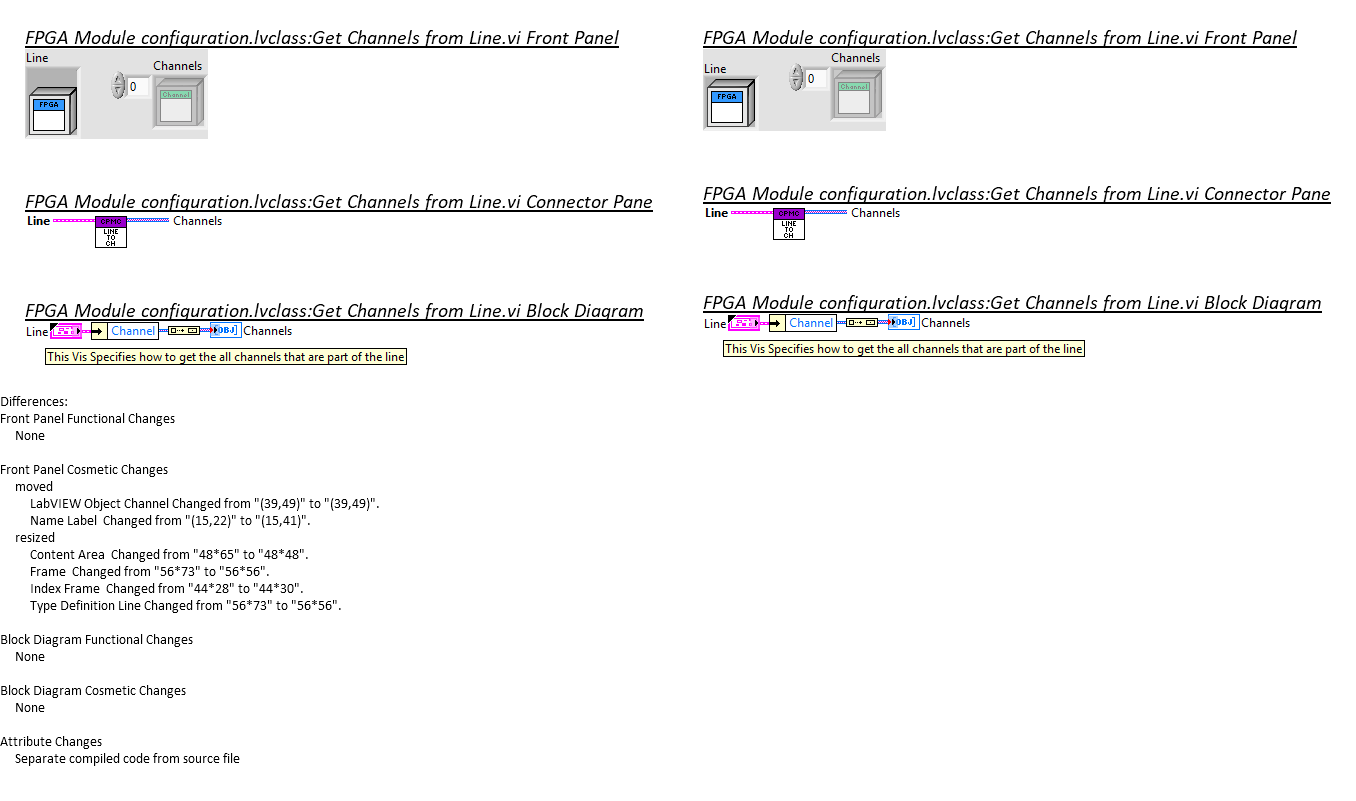 FPGA Module configuration.lvclass:Get Channels from Line.vi Front Panel
Line
Channels
0
FPGA
Channel
FPGA Module configuration.lvclass:Get Channels from Line.vi Connector Pane
Line Channels
LINE
TO
CH
FPGA Module configuration.lvclass:Get Channels from Line.vi Block Diagram
Line Channel OBJ Channels
This Vis Specifies how to get the all channels that are part of the line
FPGA Module configuration.lvclass:Get Channels from Line.vi Front Panel
Channels
Line
0
FPGA
Channel
FPGA Module configuration.lvclass:Get Channels from Line.vi Connector Pane
Line Channels
LINE
TO
CH
FPGA Module configuration.lvclass:Get Channels from Line.vi Block Diagram
Line Channel OBJ Channels
This Vis Specifies how to get the all channels that are part of the line
Differences:
Front Panel Functional Changes
None
Front Panel Cosmetic Changes
moved
LabVIEW Object Channel Changed from "(39,49)" to "(39,49)".
Name Label  Changed from "(15,22)" to "(15,41)".
resized
Content Area  Changed from "48*65" to "48*48".
Frame  Changed from "56*73" to "56*56".
Index Frame  Changed from "44*28" to "44*30".
Type Definition Line Changed from "56*73" to "56*56".
Block Diagram Functional Changes
None
Block Diagram Cosmetic Changes
None
Attribute Changes
Separate compiled code from source file